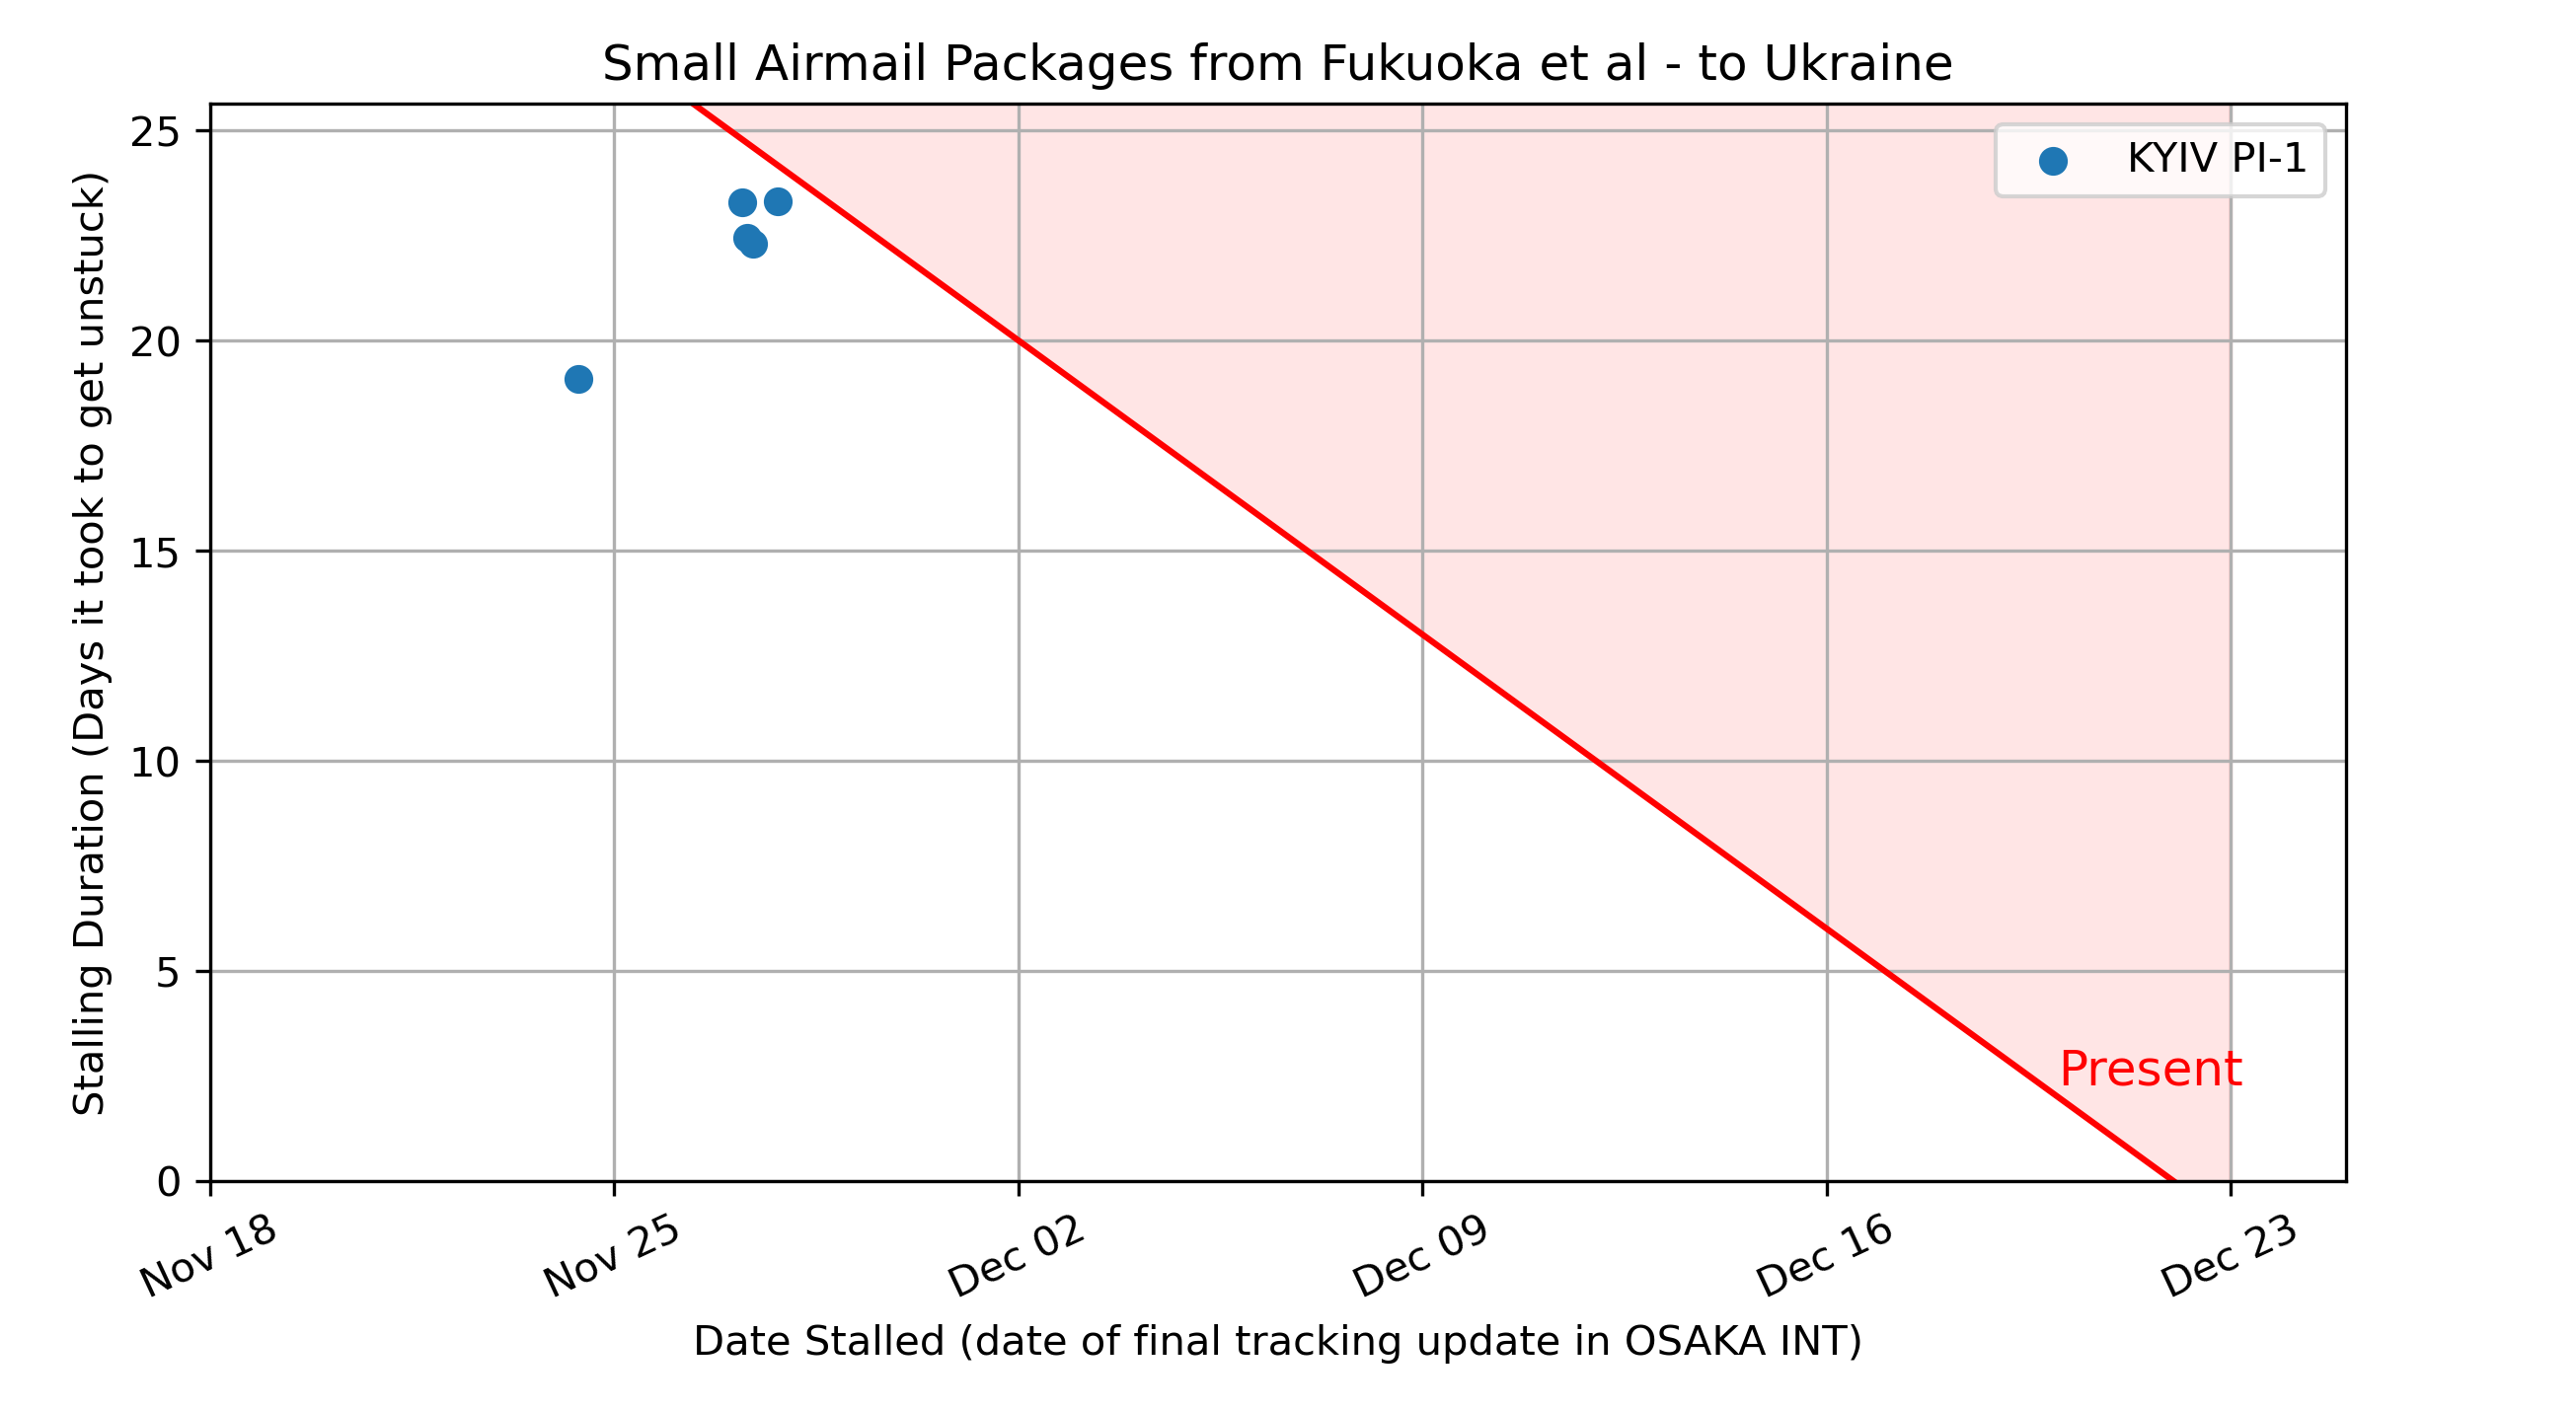 Small Airmail Packages from Fukuoka et al - to Ukraine
Stalling Duration (Days it took to get unstuck)
25
20
15
10
5
0
KYIV PI-1
Present
Nov 18
Nov 25
Dec 02
Dec 09
Dec 16
Dec 23
Date Stalled (date of final tracking update in OSAKA INT)